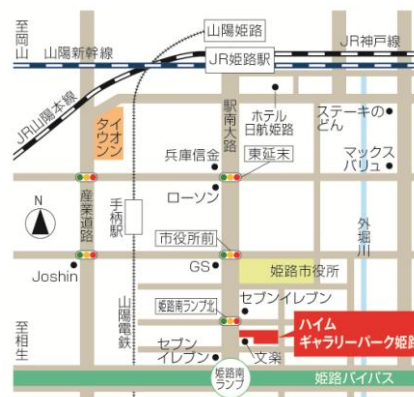 至岡山
山陽新幹線
山陽姫路
JR神戸線
JR姫路駅
JR山陽本線
イオン
タウン
駅南大路
ホテル
日航姫路
ステーキの
どん
兵庫信金
東延末
マックス
バリュ
ローソン
N
産業道路
手柄駅
外堀川
市役所前
Joshin
GS
姫路市役所
山陽電鉄
セブンイレブン
姫路南ランプ北
ハイム
ギャラリーパーク姫路
至相生
セブン
イレブン
文楽
姫路南
ランプ
姫路バイパス